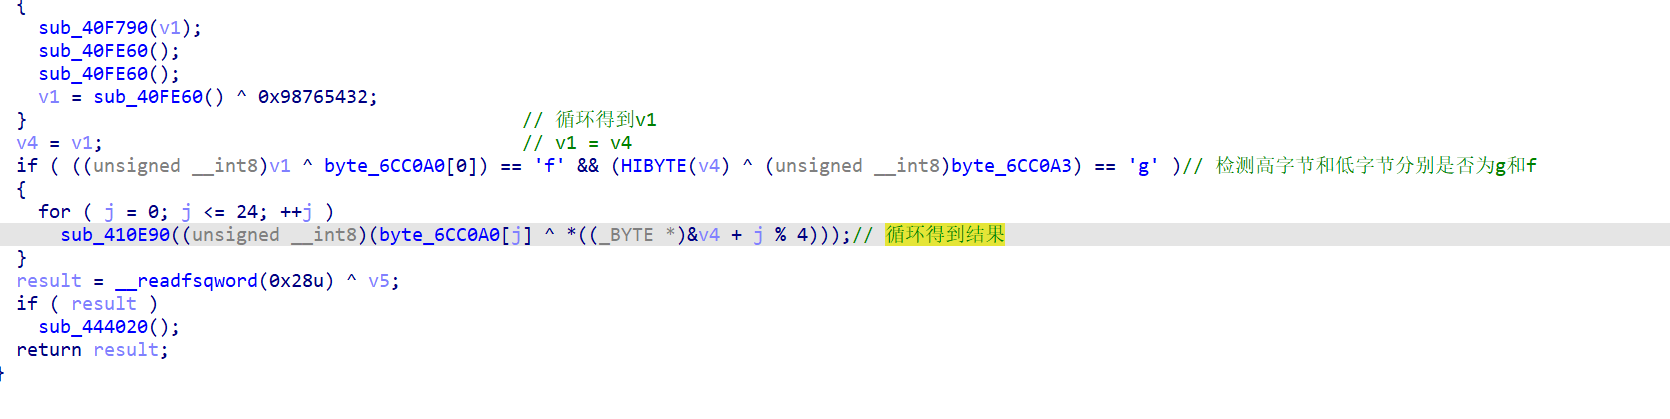 {
sub_40F790(v1);
sub_40FE60();
sub_40FE60();
v1 = sub_40FE60() ^ 0x98765432;
} // 循环得到v1
v4 = v1; // v1 = v4
if ( ((unsigned __int8)v1 ^ byte_6CC0A0[0]) == 'f' && (HIBYTE(v4) ^ (unsigned __int8)byte_6CC0A3) == 'g' )// 检测高字节和低字节分别是否为g和f
{
for ( j = 0; j <= 24; ++j )
sub_410E90((unsigned __int8)(byte_6CC0A0[j] ^ *((_BYTE *)&v4 + j % 4)));// 循环得到结果
}
result = __readfsqword(0x28u) ^ v5;
if ( result )
sub_444020();
return result;
}